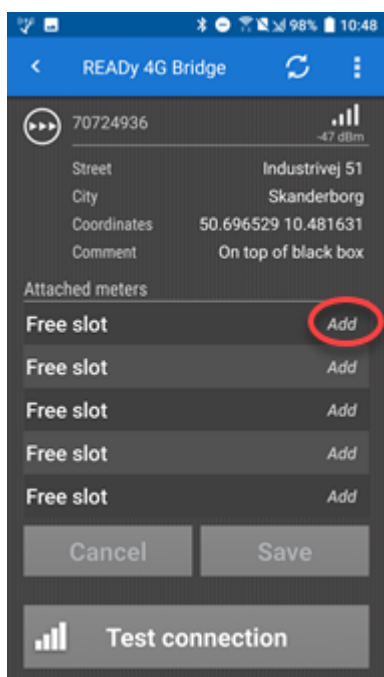 98% 10:48
READy 4G Bridge
70724936
-47 dBm
Street Industrivej 51
City Skanderborg
Coordinates 50.696529 10.481631
Comment On top of black box
Attached meters
Free slot Add
Free slot Add
Free slot Add
Free slot Add
Free slot Add
Cancel Save
Test connection